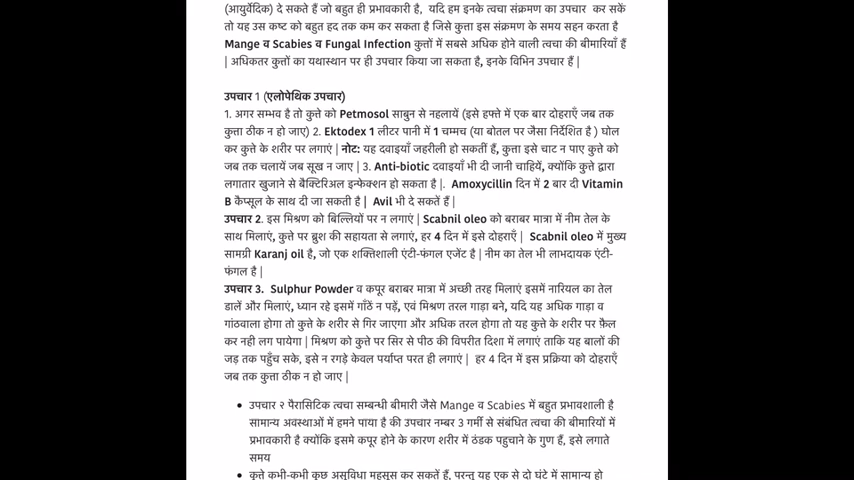 (आयुर्वेदिक) दे सकते हैं जो बहुत ही प्रभावकारी है,  यदि हम इनके त्वचा संक्रमण का उपचार  कर सकें
तो यह उस कष्ट को बहुत हद तक कम कर सकता है जिसे कुत्ता इस संक्रमण के समय सहन करता है
Mange व Scabies व Fungal Infection कुत्तों में सबसे अधिक होने वाली त्वचा की बीमारियाँ हैं
| अधिकतर कुत्तों का यथास्थान पर ही उपचार किया जा सकता है, इनके विभिन उपचार हैं |
उपचार 1 (एलोपेथिक उपचार)
1. अगर सम्भव है तो कुत्ते को Petmosol साबुन से नहलायें (इसे हफ्ते में एक बार दोहराएँ जब तक
कुत्ता ठीक न हो जाए) 2. Ektodex 1 लीटर पानी में 1 चम्मच (या बोतल पर जैसा निर्देशित है ) घोल
कर कुत्ते के शरीर पर लगाएं | नोट: यह दवाइयाँ जहरीली हो सकतीं हैं, कुत्ता इसे चाट न पाए कुत्ते को
जब तक चलायें जब सूख न जाए | 3. Anti-biotic दवाइयाँ भी दी जानी चाहियें, क्योंकि कुत्ते द्वारा
लगातार खुजाने से बैक्टिरिअल इन्फेक्शन हो सकता है |.  Amoxycillin दिन में 2 बार दी Vitamin
B कैप्सूल के साथ दी जा सकती है |  Avil भी दे सकतें हैं |
उपचार 2. इस मिश्रण को बिल्लियों पर न लगाएं | Scabnil oleo को बराबर मात्रा में नीम तेल के
साथ मिलाएं, कुत्ते पर ब्रुश की सहायता से लगाएं, हर 4 दिन में इसे दोहराएँ |  Scabnil oleo में मुख्य
सामग्री Karanj oil है, जो एक शक्तिशाली एंटी-फंगल एजेंट है | नीम का तेल भी लाभदायक एंटी-
फंगल है |
उपचार 3.  Sulphur Powder व कपूर बराबर मात्रा में अच्छी तरह मिलाएं इसमें नारियल का तेल
डालें और मिलाएं, ध्यान रहे इसमें गाँठें न पड़ें, एवं मिश्रण तरल गाड़ा बने, यदि यह अधिक गाड़ा व
गांठवाला होगा तो कुत्ते के शरीर से गिर जाएगा और अधिक तरल होगा तो यह कुत्ते के शरीर पर फ़ैल
कर नही लग पायेगा | मिश्रण को कुत्ते पर सिर से पीठ की विपरीत दिशा में लगाएं ताकि यह बालों की
जड़ तक पहुँच सके, इसे न रगड़े केवल पर्याप्त परत ही लगाएं |  हर 4 दिन में इस प्रक्रिया को दोहराएँ
जब तक कुत्ता ठीक न हो जाए |
• उपचार २ पैरासिटिक त्वचा सम्बन्धी बीमारी जैसे Mange व Scabies में बहुत प्रभावशाली है
सामान्य अवस्थाओं में हमने पाया है की उपचार नम्बर 3 गर्मी से संबंधित त्वचा की बीमारियों में
प्रभावकारी है क्योंकि इसमे कपूर होने के कारण शरीर में ठंडक पहुचाने के गुण हैं, इसे लगाते
समय
• कुत्ते कभी-कभी कुछ असुविधा महसूस कर सकतें हैं, परन्तु यह एक से दो घंटे में सामान्य हो